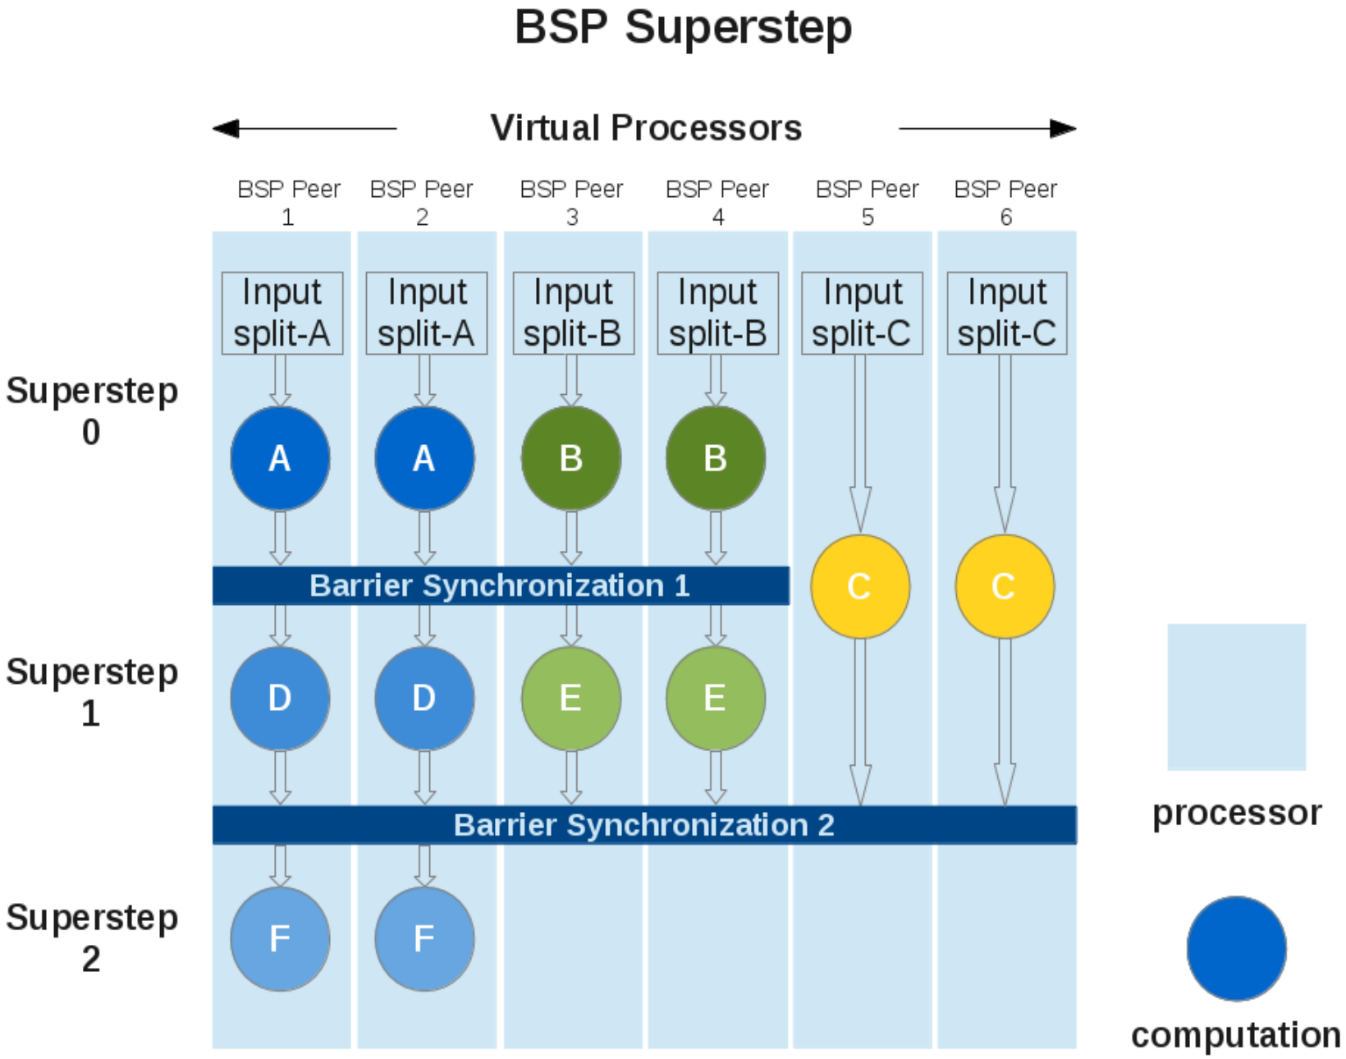 BSP Superstep
Virtual Processors
BSP Peer
1
BSP Peer
2
BSP Peer
3
BSP Peer
4
BSP Peer
5
BSP Peer
6
Input
split-A
Input
split-A
Input
split-B
Input
split-B
Input
split-C
Input
split-C
Superstep
0
A
A
B
B
Barrier Synchronization 1
C
C
Superstep
1
D
D
E
E
Barrier Synchronization 2
Superstep
2
F
F
processor
computation